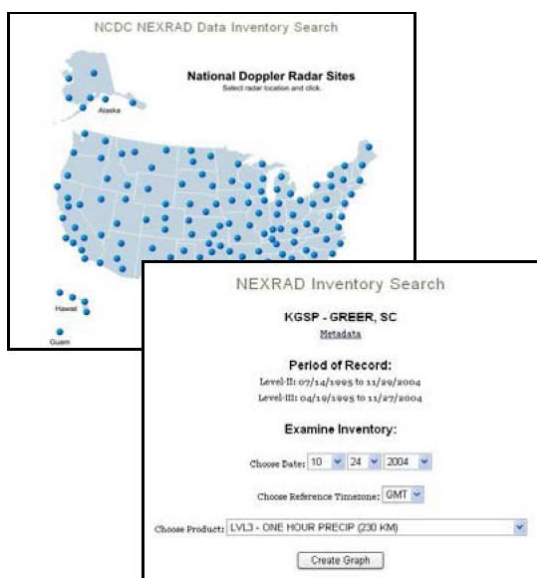 NCDC NEXRAD Data Inventory Search
National Doppler Radar Sites
Select radar location and click.
Alaska
Hawaii
Guam
NEXRAD Inventory Search
KGSP - GREER, SC
Metadata
Period of Record:
Level-II: 07/14/1995 to 11/29/2004
Level-III: 04/19/1995 to 11/27/2004
Examine Inventory:
Choose Date: 10 24 2004
Choose Reference Timezone: GMT
Choose Product: LVL3 - ONE HOUR PRECIP (230 KM)
Create Graph